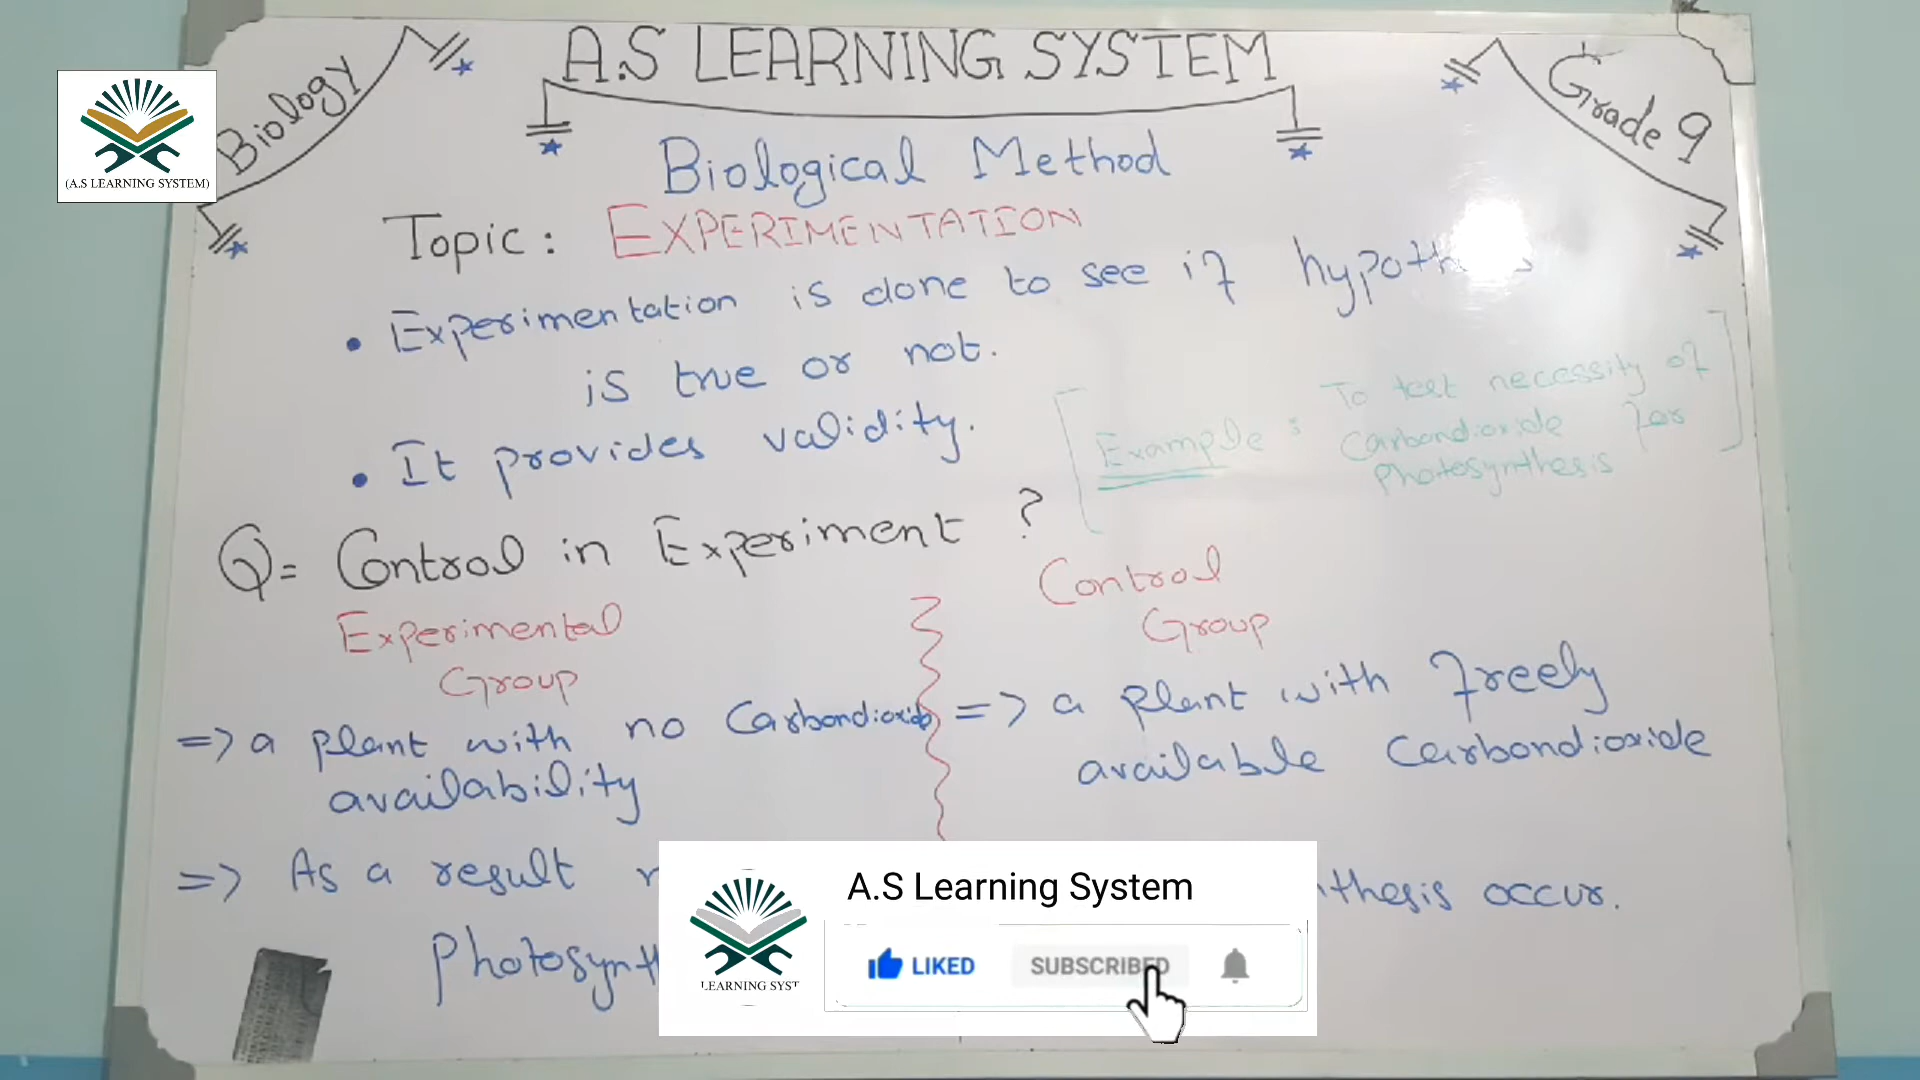 A.S LEARNING SYSTEM
Biology
Grade 9
(A.S LEARNING SYSTEM)
Biological Method
Topic: EXPERIMENTATION
• Experimentation is done to see if
is true or not.
• It provides validity.
[Example: To test necessity of
Carbondioxide for
Photosynthesis]
Q= Control in Experiment ?
Experimental
Group
=> a plant with no Carbondioxide
availability
=> As a result
Control
Group
=> a plant with freely
available Carbondioxide
occur.
A.S Learning System
LIKED
SUBSCRIBED
LEARNING SYST